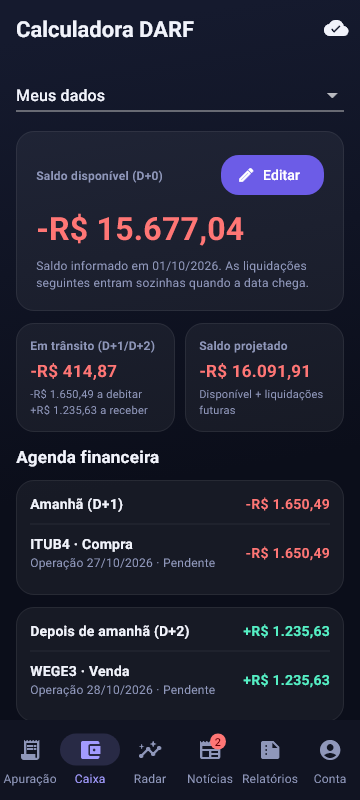 Calculadora DARF
Meus dados
Saldo disponível (D+0)
Editar
-R$ 15.677,04
Saldo informado em 01/10/2026. As liquidações
seguintes entram sozinhas quando a data chega.
Em trânsito (D+1/D+2)
-R$ 414,87
-R$ 1.650,49 a debitar
+R$ 1.235,63 a receber
Saldo projetado
-R$ 16.091,91
Disponível + liquidações
futuras
Agenda financeira
Amanhã (D+1)
-R$ 1.650,49
ITUB4 · Compra
Operação 27/10/2026 · Pendente
-R$ 1.650,49
Depois de amanhã (D+2)
+R$ 1.235,63
WEGE3 · Venda
Operação 28/10/2026 · Pendente
+R$ 1.235,63
2
Apuração
Caixa
Radar
Notícias
Relatórios
Conta